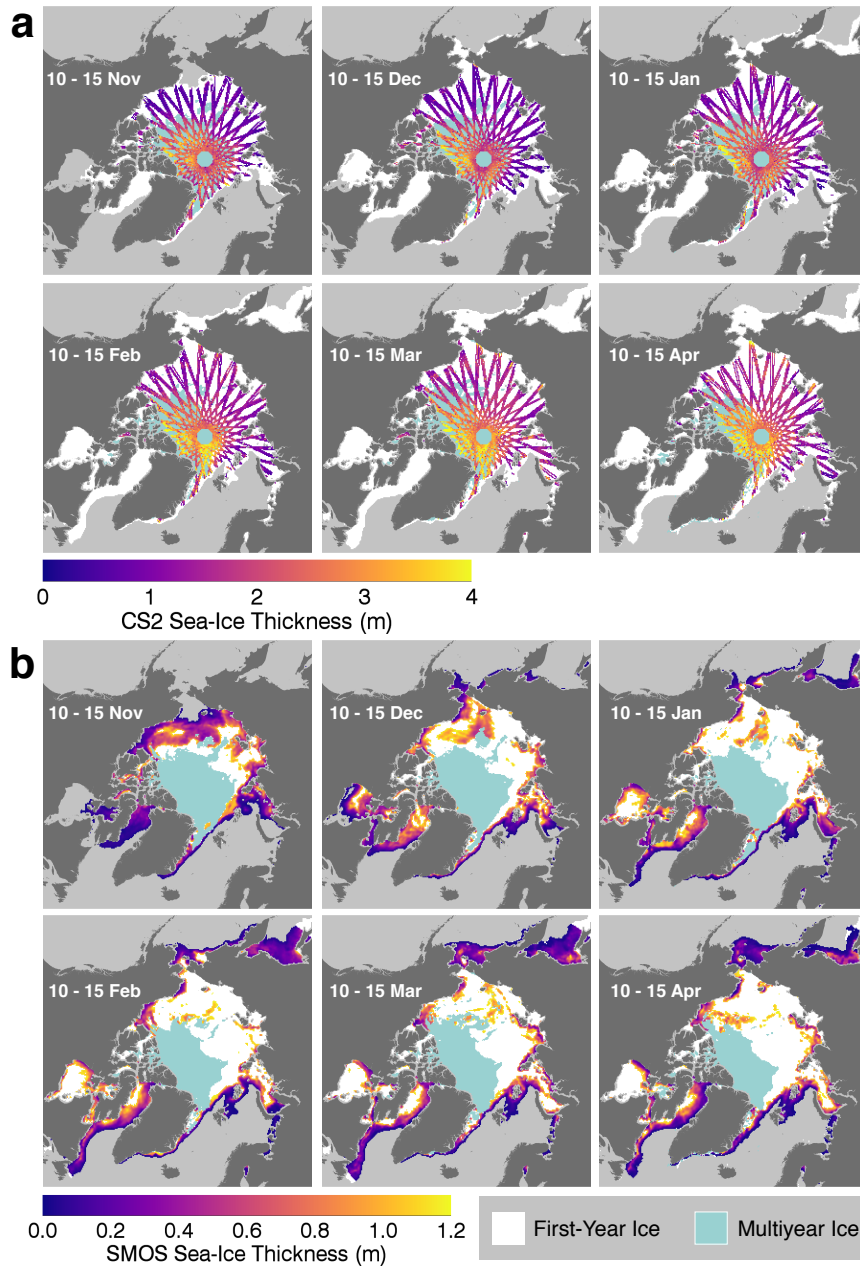 a
10 - 15 Nov
10 - 15 Dec
10 - 15 Jan
10 - 15 Feb
10 - 15 Mar
10 - 15 Apr
0 1 2 3 4
CS2 Sea-Ice Thickness (m)
b
10 - 15 Nov
10 - 15 Dec
10 - 15 Jan
10 - 15 Feb
10 - 15 Mar
10 - 15 Apr
0.0 0.2 0.4 0.6 0.8 1.0 1.2
SMOS Sea-Ice Thickness (m)
First-Year Ice
Multiyear Ice